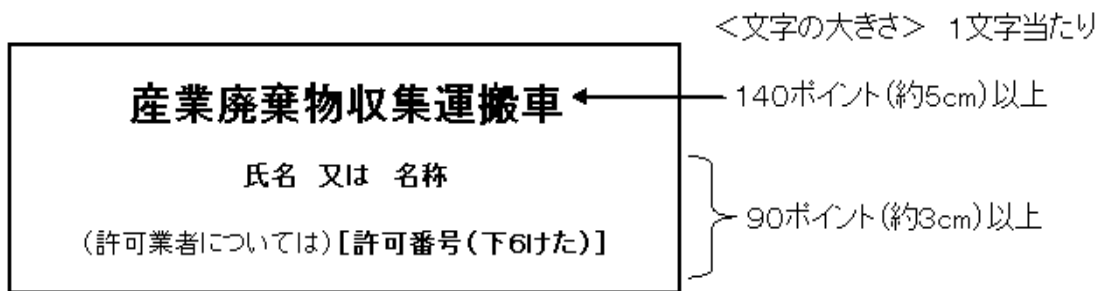 <文字の大きさ> 1文字当たり
産業廃棄物収集運搬車
140ポイント(約5cm)以上
氏名 又は 名称
90ポイント(約3cm)以上
(許可業者については)[許可番号(下6けた)]